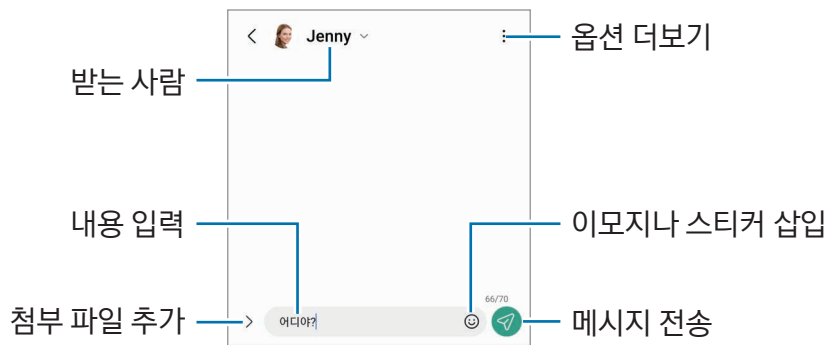 Jenny
옵션 더보기
받는 사람
내용 입력
이모지나 스티커 삽입
66/70
첨부 파일 추가
어디야?
메시지 전송